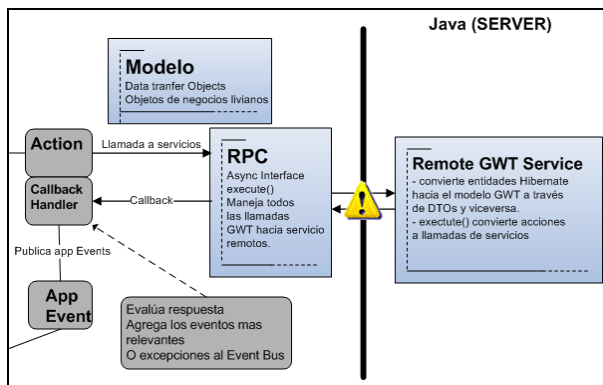 Java (SERVER)
Modelo
Data tranfer Objects
Objetos de negocios livianos
Action
Llamada a servicios
Callback
Handler
Callback
RPC
Async Interface
execute()
Maneja todos
las llamadas
GWT hacia servicio
remotos.
Remote GWT Service
- convierte entidades Hibernate
hacia el modelo GWT a través
de DTOs y viceversa.
- exectute() convierte acciones
a llamadas de servicios
Publica app Events
App
Event
Evalúa respuesta
Agrega los eventos mas
relevantes
O excepciones al Event Bus